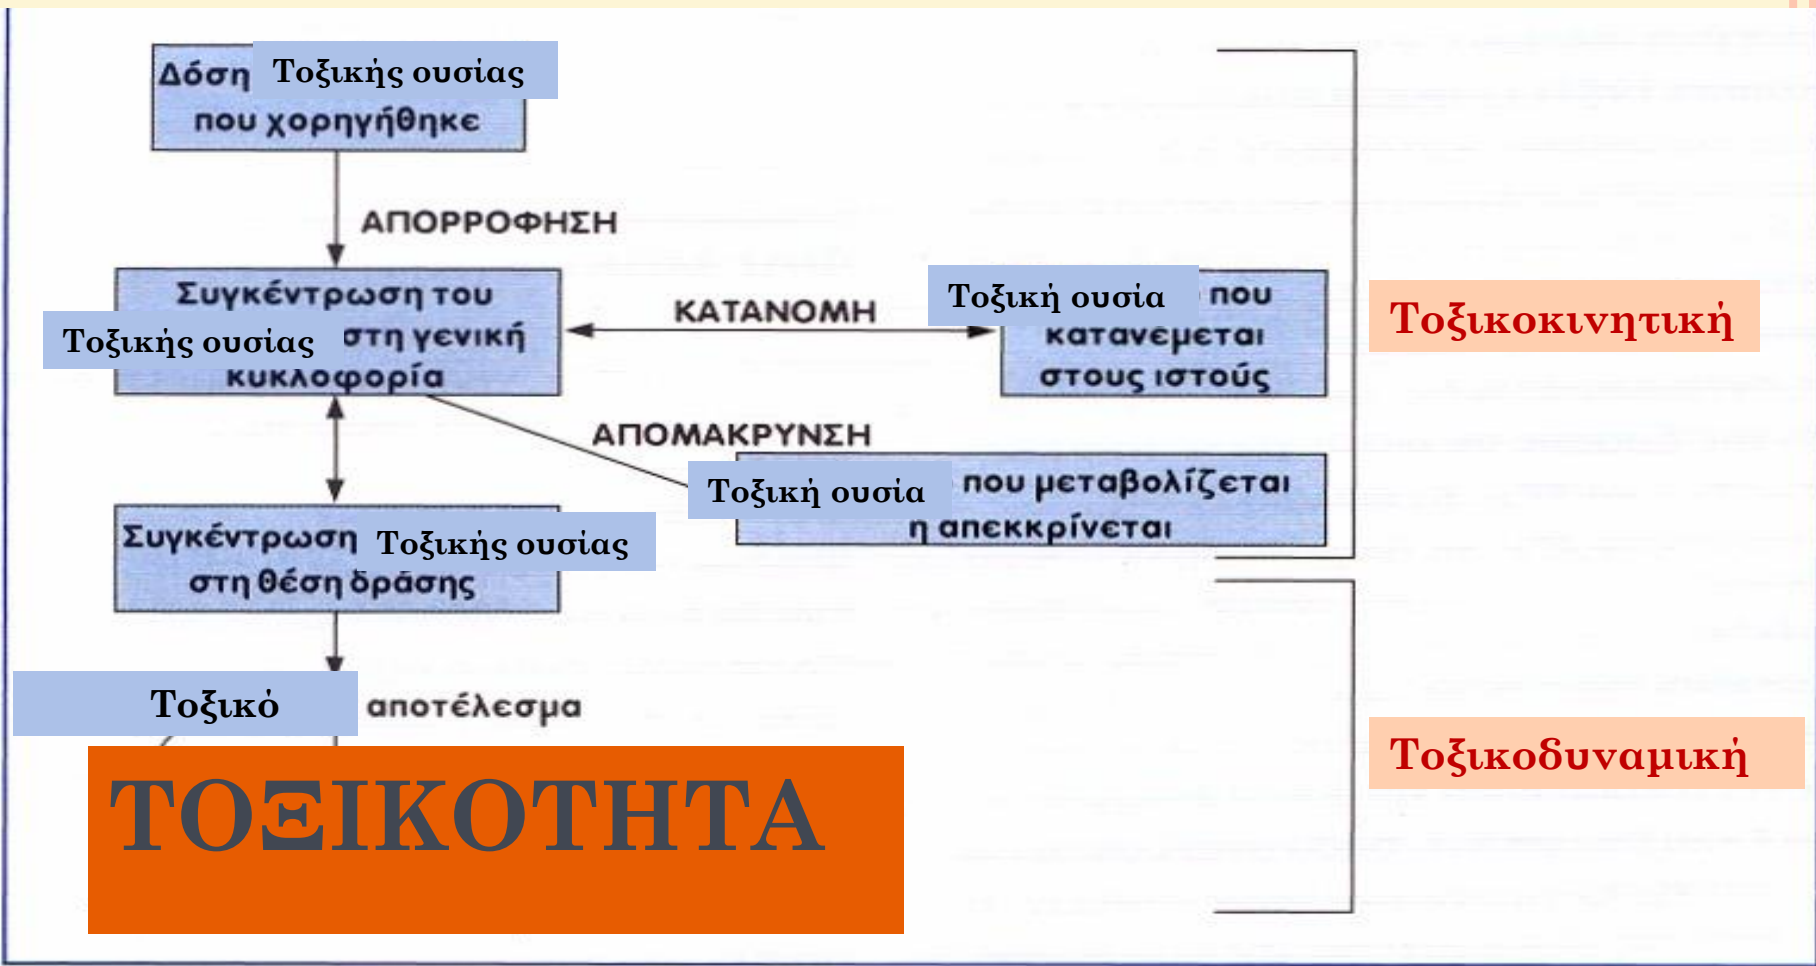 Δόση Τοξικής ουσίας
που χορηγήθηκε
ΑΠΟΡΡΟΦΗΣΗ
Συγκέντρωση του
Τοξικής ουσίας στη γενική
κυκλοφορία
ΚΑΤΑΝΟΜΗ
Τοξική ουσία που
κατανέμεται
στους ιστούς
Τοξικοκινητική
ΑΠΟΜΑΚΡΥΝΣΗ
Τοξική ουσία που μεταβολίζεται
η απεκκρίνεται
Συγκέντρωση Τοξικής ουσίας
στη θέση δράσης
Τοξικό αποτέλεσμα
Τοξικοδυναμική
ΤΟΞΙΚΟΤΗΤΑ